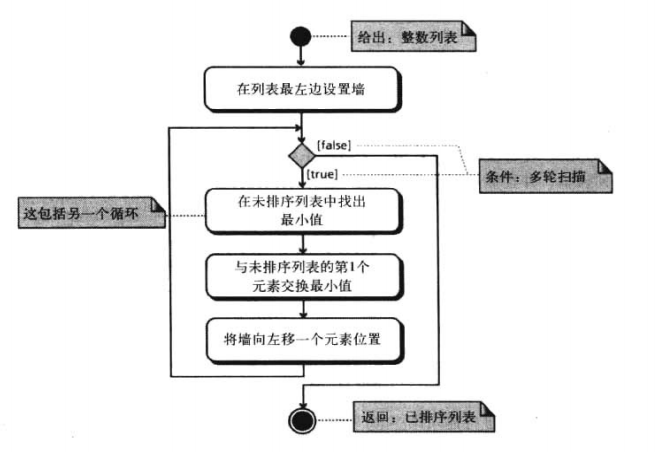 给出：整数列表
在列表最左边设置墙
[false]
[true]
条件：多轮扫描
这包括另一个循环
在未排序列表中找出
最小值
与未排序列表的第1个
元素交换最小值
将墙向左移一个元素位置
返回：已排序列表